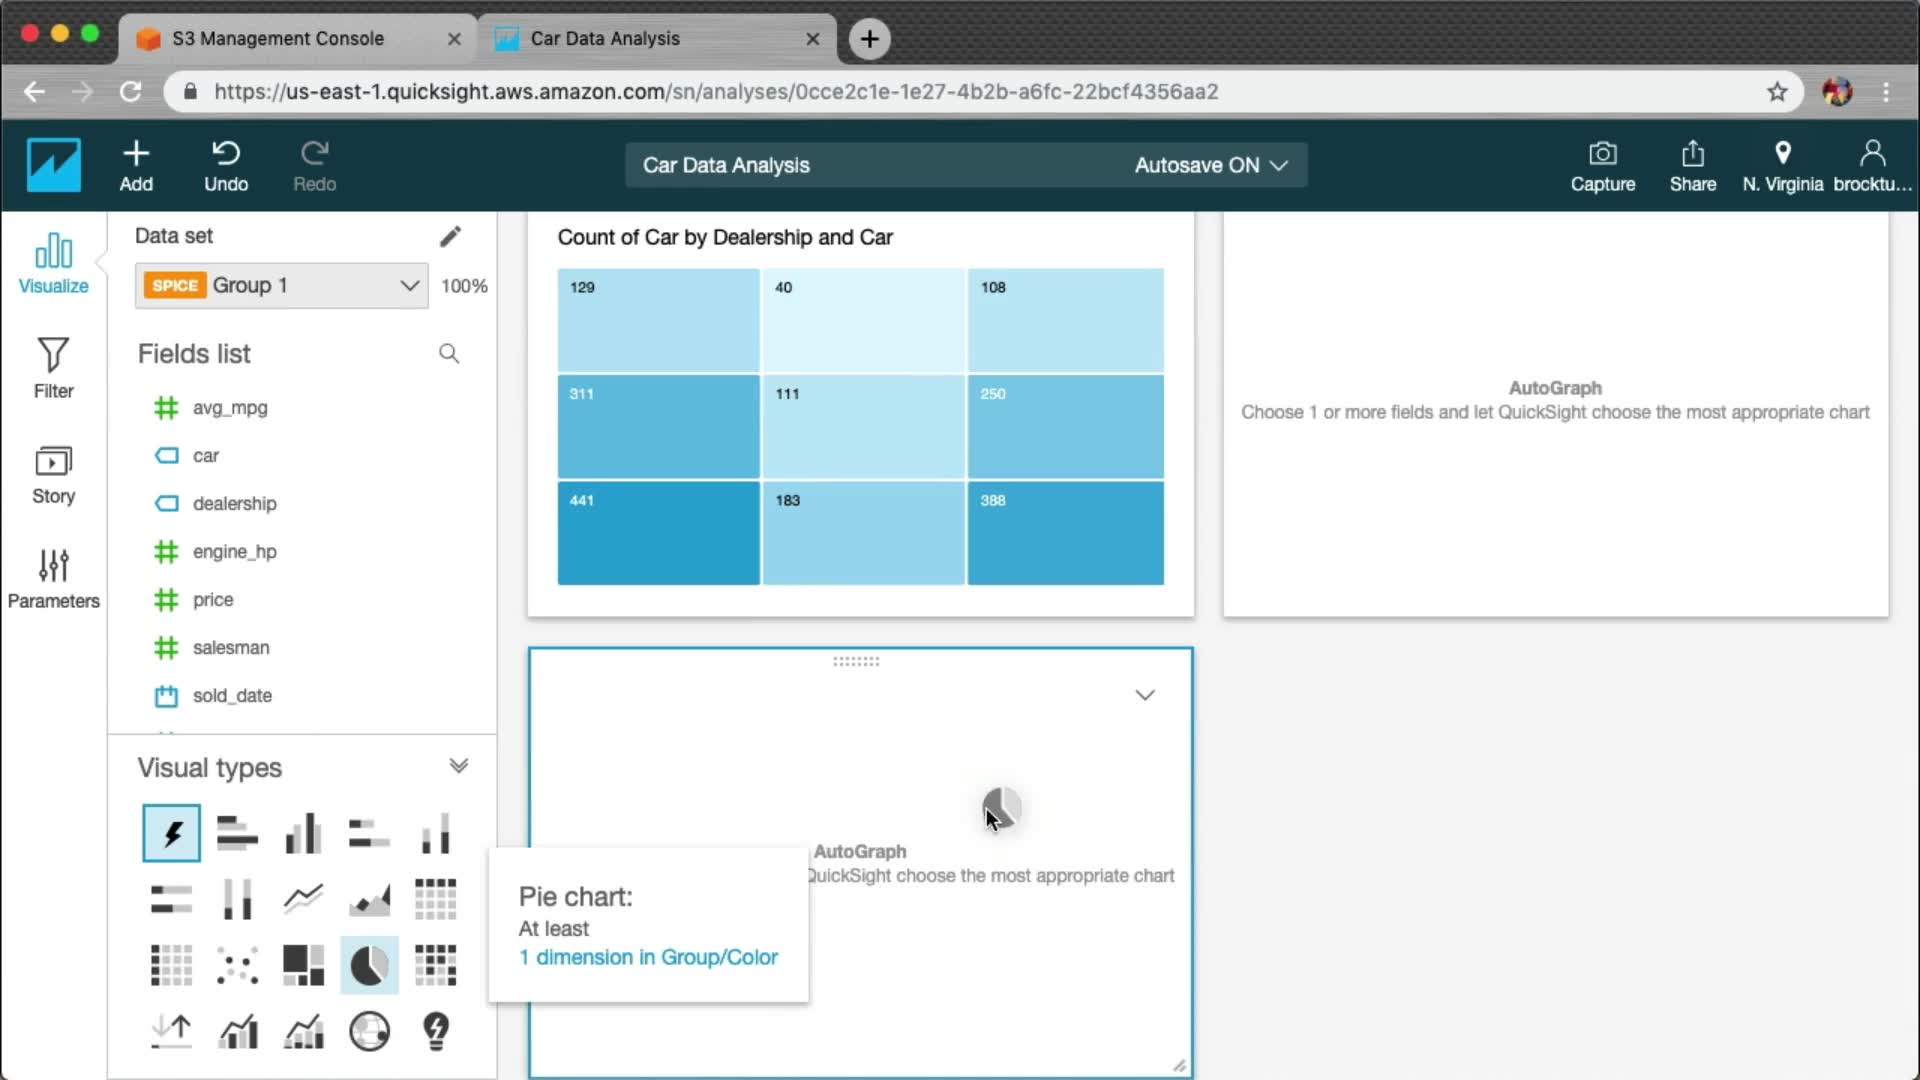 S3 Management Console
Car Data Analysis
https://us-east-1.quicksight.aws.amazon.com/sn/analyses/0cce2c1e-1e27-4b2b-a6fc-22bcf4356aa2
Add
Undo
Redo
Car Data Analysis
Autosave ON
Capture
Share
N. Virginia
brocktu...
Visualize
Filter
Story
Parameters
Data set
SPICE Group 1
100%
Fields list
avg_mpg
car
dealership
engine_hp
price
salesman
sold_date
Visual types
Count of Car by Dealership and Car
129 40 108
311 111 250
441 183 388
AutoGraph
Choose 1 or more fields and let QuickSight choose the most appropriate chart
AutoGraph
QuickSight choose the most appropriate chart
Pie chart:
At least
1 dimension in Group/Color